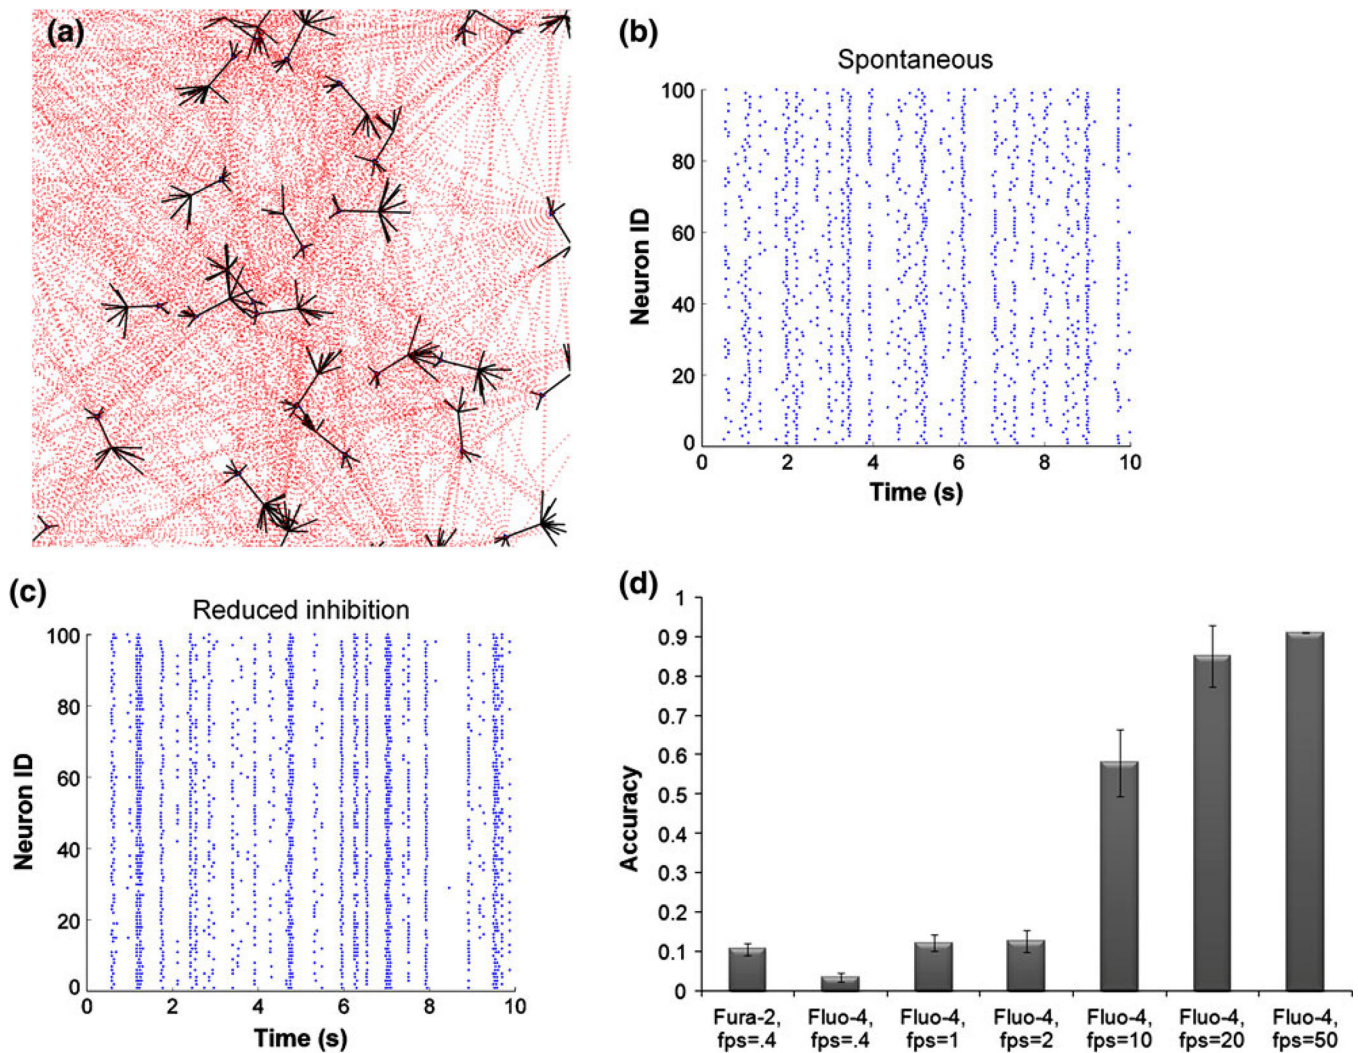 (a)
(b)
Spontaneous
100
80
60
40
20
0
Neuron ID
0 2 4 6 8 10
Time (s)
(c)
Reduced inhibition
100
80
60
40
20
0
Neuron ID
0 2 4 6 8 10
Time (s)
(d)
1
0.9
0.8
0.7
0.6
0.5
0.4
0.3
0.2
0.1
0
Accuracy
Fura-2, Fluo-4, Fluo-4, Fluo-4, Fluo-4, Fluo-4, Fluo-4,
fps=.4 fps=.4 fps=1 fps=2 fps=10 fps=20 fps=50